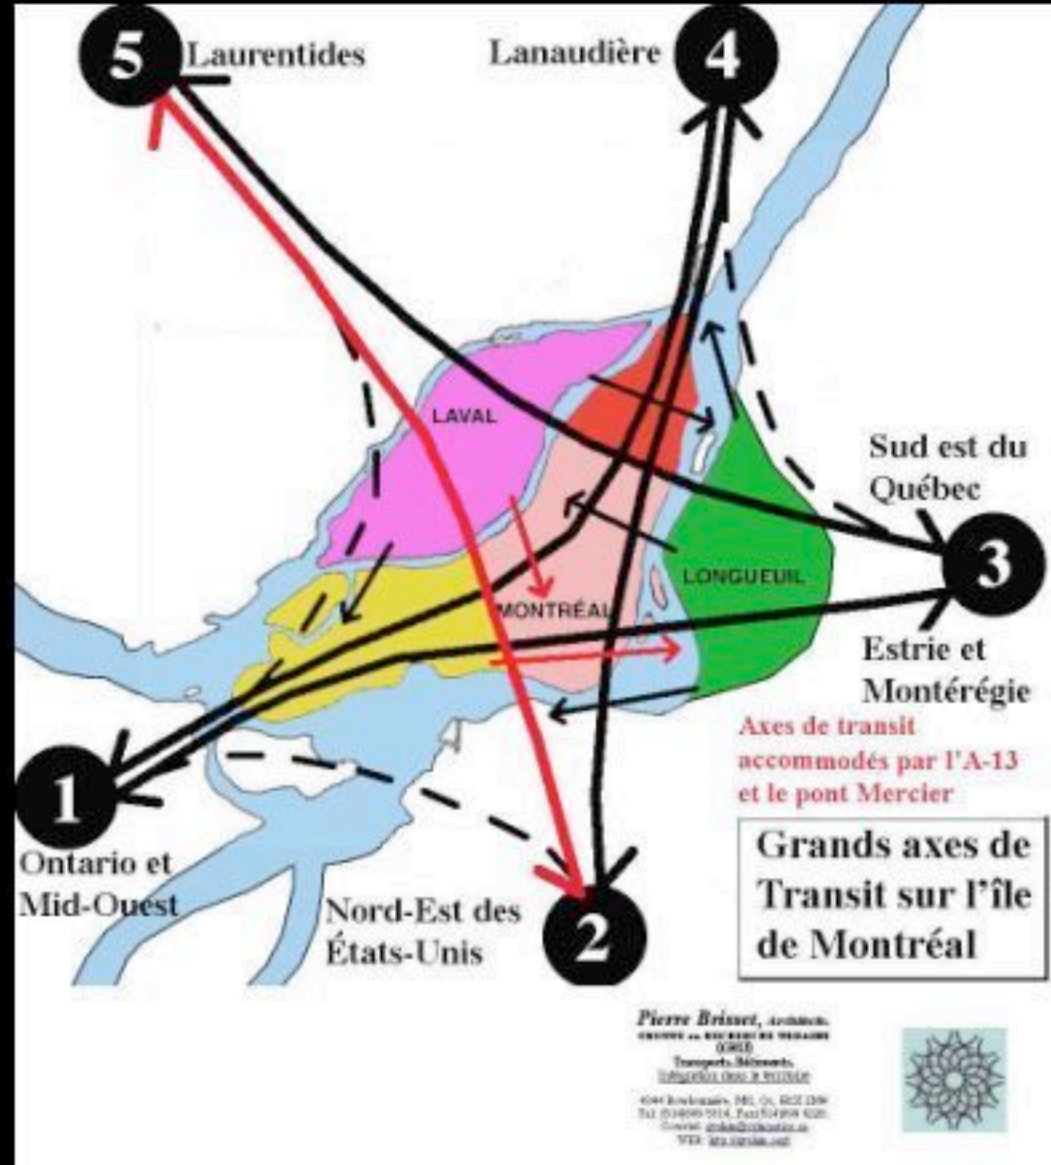 5
Laurentides
Lanaudière
4
LAVAL
Sud est du
Québec
3
LONGUEUIL
MONTRÉAL
Estrie et
Montérégie
Axes de transit
accommodés par l'A-13
et le pont Mercier
1
Ontario et
Mid-Ouest
Nord-Est des
États-Unis
2
Grands axes de
Transit sur l'île
de Montréal
Pierre Brisset, Architecte.
Transports, Bâtiments.